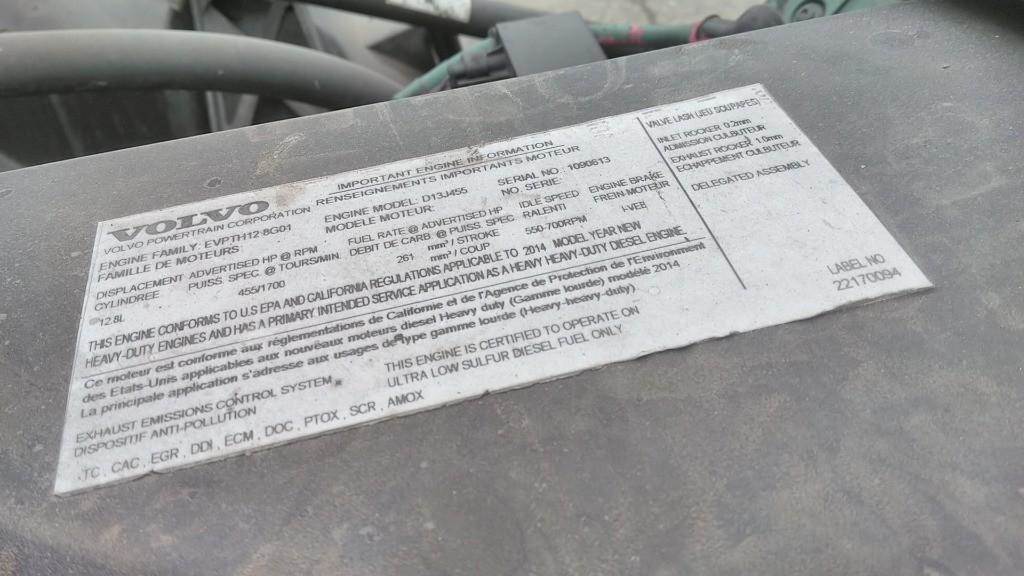 VOLVO
VOLVO POWERTRAIN CORPORATION
IMPORTANT ENGINE INFORMATION
RENSEIGNEMENTS IMPORTANTS MOTEUR
ENGINE FAMILY: EVPTH12·8G01
FAMILLE DE MOTEURS
ENGINE MODEL: D13J455
MODELE MOTEUR:
SERIAL NO : 1090613
NO. SERIE:
DISPLACEMENT
CYLINDREE
12.8L
ADVERTISED HP @ RPM
PUISS SPEC @ TOURS/MIN.
455/1700
FUEL RATE @ ADVERTISED HP
DEBIT DE CARB @ PUISS SPEC
261 mm³ / STROKE
mm³ / COUP
IDLE SPEED
RALENTI
550-700RPM
ENGINE BRAKE
FREIN-MOTEUR
I-VEB
THIS ENGINE CONFORMS TO U.S EPA AND CALIFORNIA REGULATIONS APPLICABLE TO 2014 MODEL YEAR NEW
HEAVY-DUTY ENGINES AND HAS A PRIMARY INTENDED SERVICE APPLICATION AS A HEAVY HEAVY-DUTY DIESEL ENGINE.
Ce moteur est conforme aux réglementations de Californie et de l'Agence de Protection de l'Environment
des Etats-Unis applicables aux nouveaux moteurs diesel Heavy duty (Gamme lourde) modèle 2014
La principale application s'adresse aux usages de type gamme lourde (Heavy-heavy-duty)
EXHAUST EMISSIONS CONTROL SYSTEM
DISPOSITIF ANTI-POLLUTION
THIS ENGINE IS CERTIFIED TO OPERATE ON
ULTRA LOW SULFUR DIESEL FUEL ONLY
TC , CAC , EGR , DDI , ECM , DOC , PTOX , SCR , AMOX
VALVE LASH (JEU SOUPAPES)
INLET ROCKER 0.2mm
ADMISSION CULBUTEUR
EXHAUST ROCKER 1.0mm
ECHAPPEMENT CULBUTEUR
DELEGATED ASSEMBLY
LABEL NO
22170094